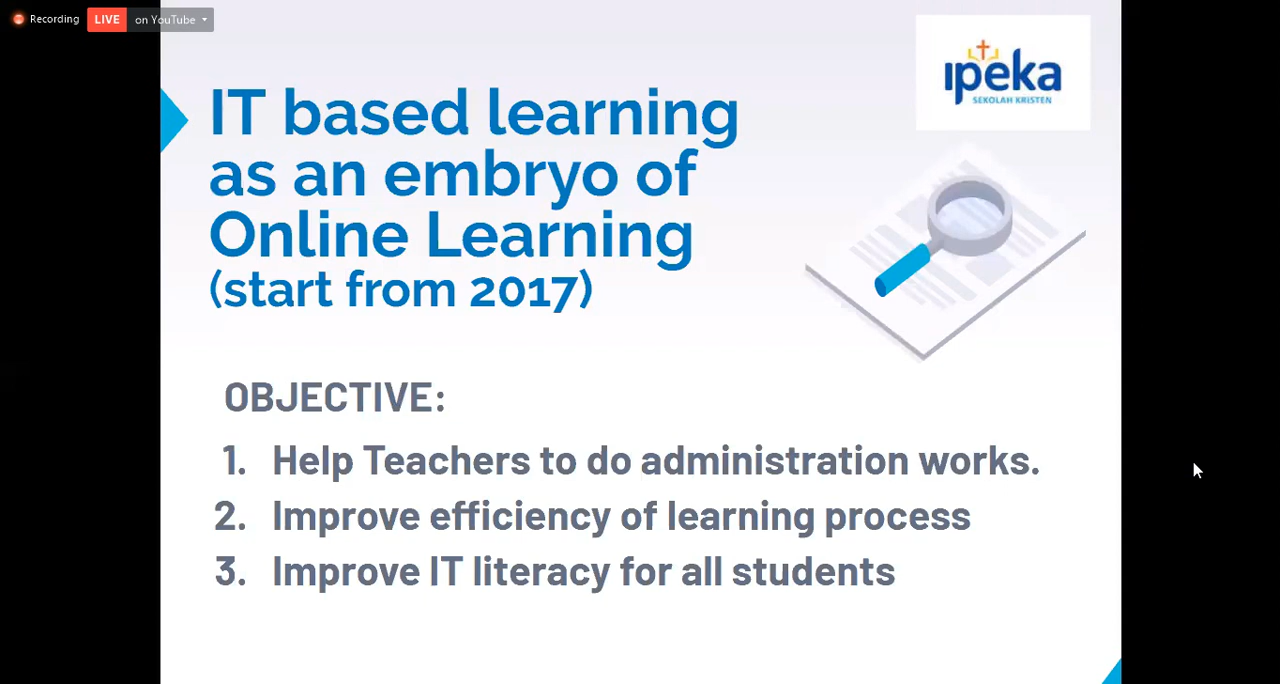 Recording
LIVE
on YouTube
ipeka
SEKOLAH KRISTEN
IT based learning
as an embryo of
Online Learning
(start from 2017)
OBJECTIVE:
1. Help Teachers to do administration works.
2. Improve efficiency of learning process
3. Improve IT literacy for all students